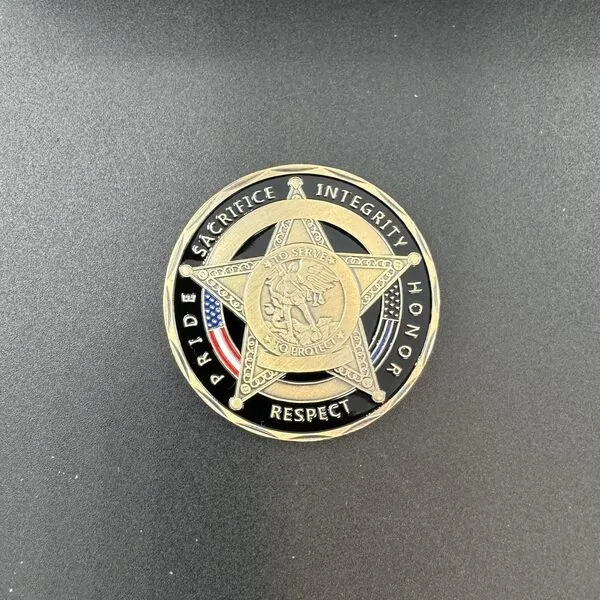 PRIDE
SACRIFICE
INTEGRITY
HONOR
RESPECT
TO SERVE
TO PROTECT